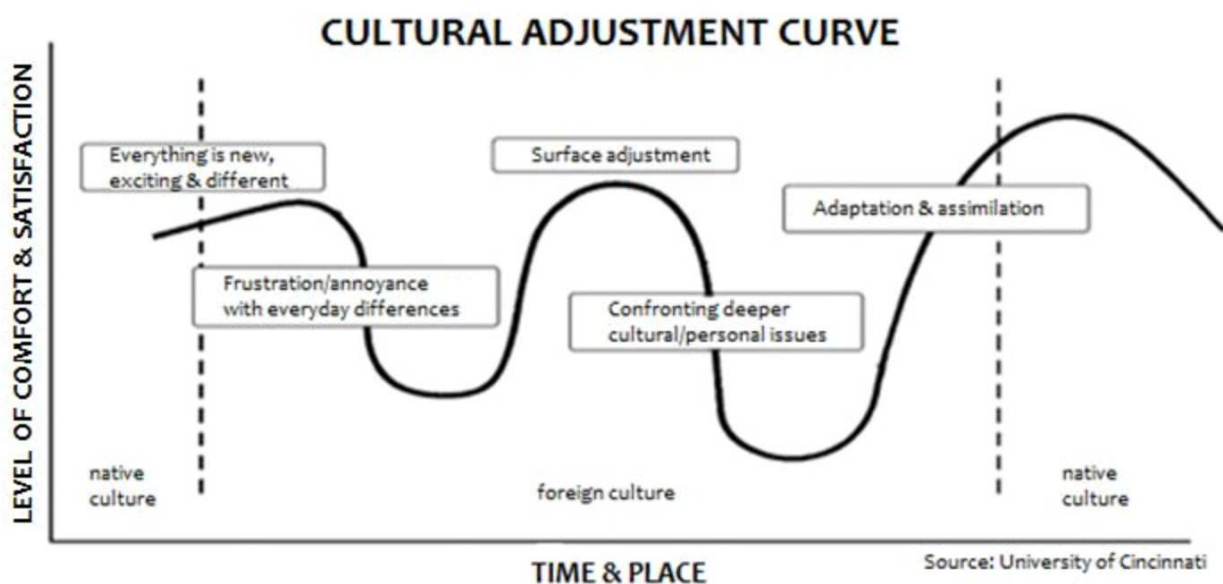 CULTURAL ADJUSTMENT CURVE
LEVEL OF COMFORT & SATISFACTION
Everything is new,
exciting & different
Surface adjustment
Adaptation & assimilation
Frustration/annoyance
with everyday differences
Confronting deeper
cultural/personal issues
native
culture
foreign culture
native
culture
TIME & PLACE
Source: University of Cincinnati